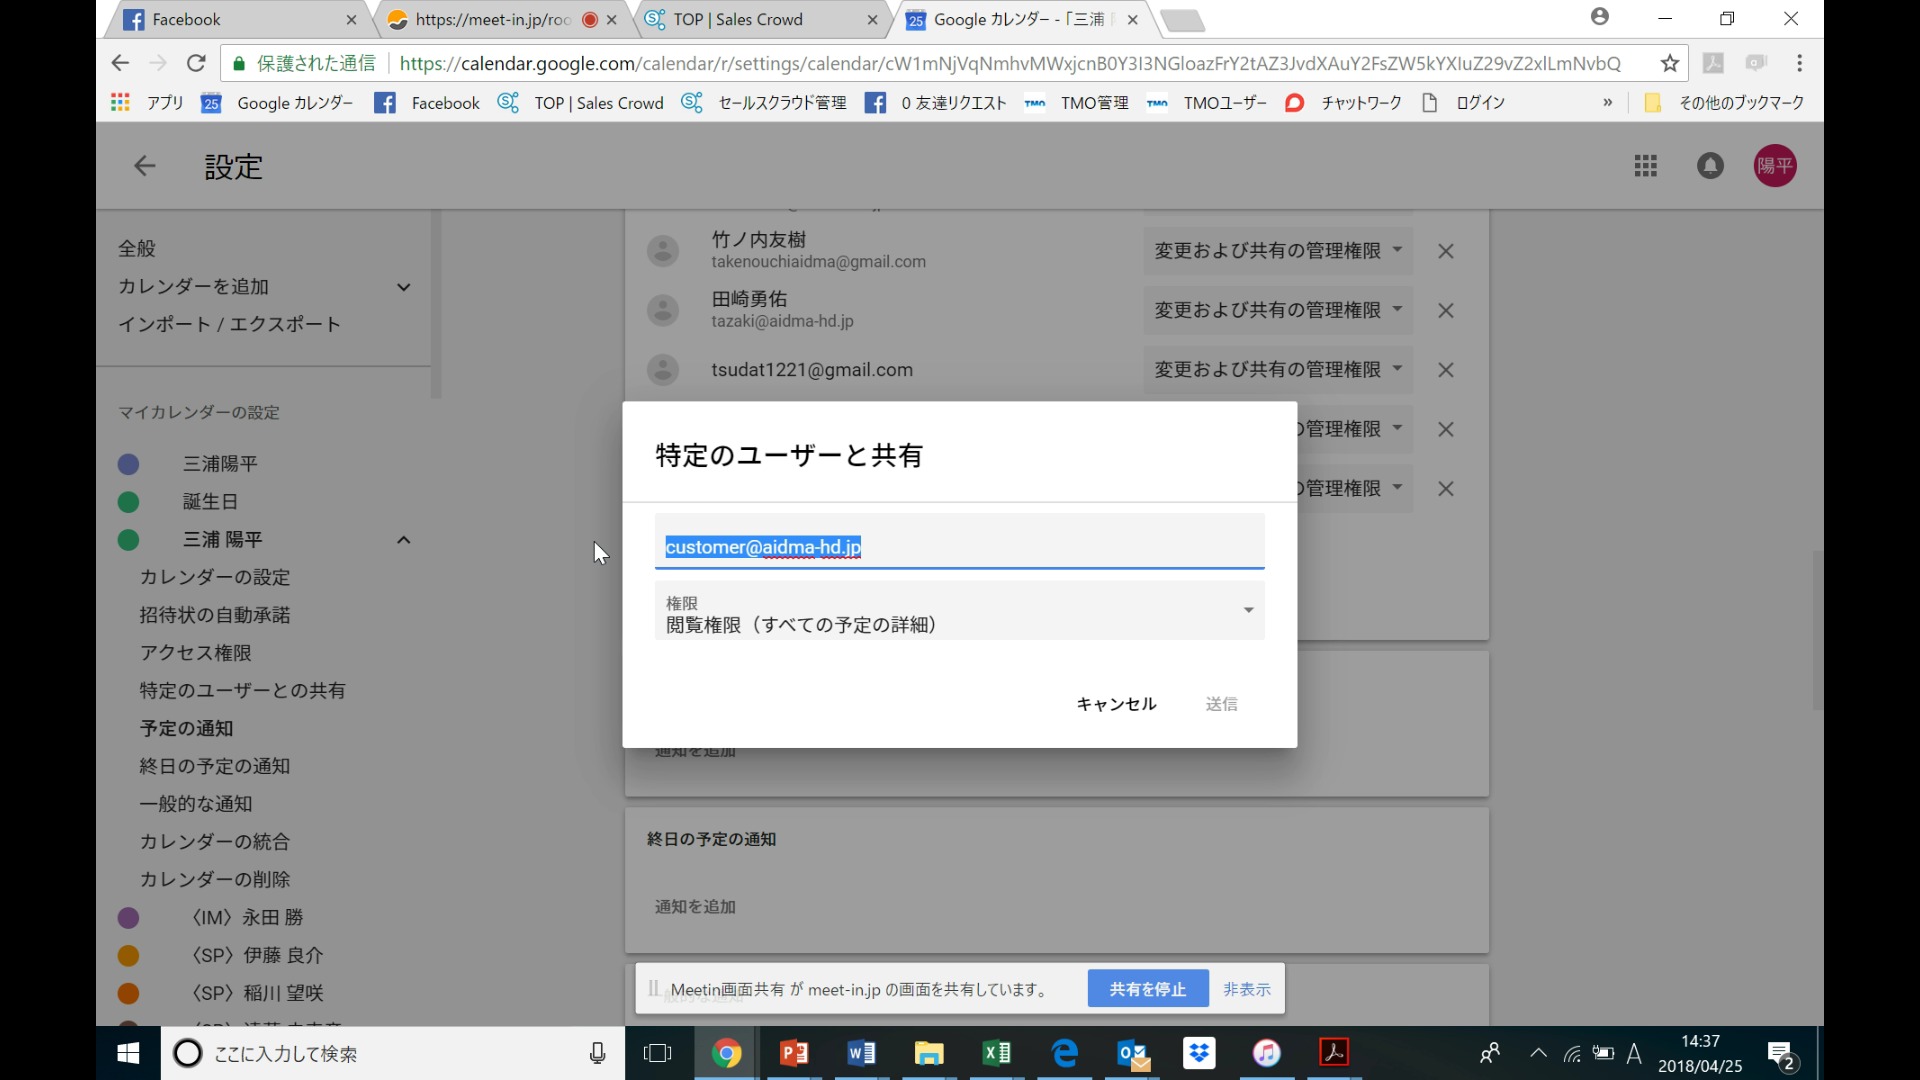 Facebook
https://meet-in.jp/roo
TOP | Sales Crowd
Google カレンダー - 「三浦
保護された通信
https://calendar.google.com/calendar/r/settings/calendar/cW1mNjVqNmhvMWxjcnB0Y3I3NGloazFrY2tAZ3JvdXAuY2FsZW5kYXIuZ29vZ2xlLmNvbQ
アプリ
25
Google カレンダー
Facebook
TOP | Sales Crowd
セールスクラウド管理
0 友達リクエスト
TMO管理
TMOユーザー
チャットワーク
ログイン
»
その他のブックマーク
設定
陽平
全般
カレンダーを追加
インポート / エクスポート
マイカレンダーの設定
三浦陽平
誕生日
三浦 陽平
カレンダーの設定
招待状の自動承諾
アクセス権限
特定のユーザーとの共有
予定の通知
終日の予定の通知
一般的な通知
カレンダーの統合
カレンダーの削除
〈IM〉永田 勝
〈SP〉伊藤 良介
〈SP〉稲川 望咲
竹ノ内友樹
takenouchiaidma@gmail.com
変更および共有の管理権限
田崎勇佑
tazaki@aidma-hd.jp
変更および共有の管理権限
tsudat1221@gmail.com
変更および共有の管理権限
の管理権限
の管理権限
特定のユーザーと共有
customer@aidma-hd.jp
権限
閲覧権限（すべての予定の詳細）
キャンセル
送信
通知を追加
終日の予定の通知
通知を追加
Meetin画面共有 が meet-in.jp の画面を共有しています。
共有を停止
非表示
ここに入力して検索
A
14:37
2018/04/25
2